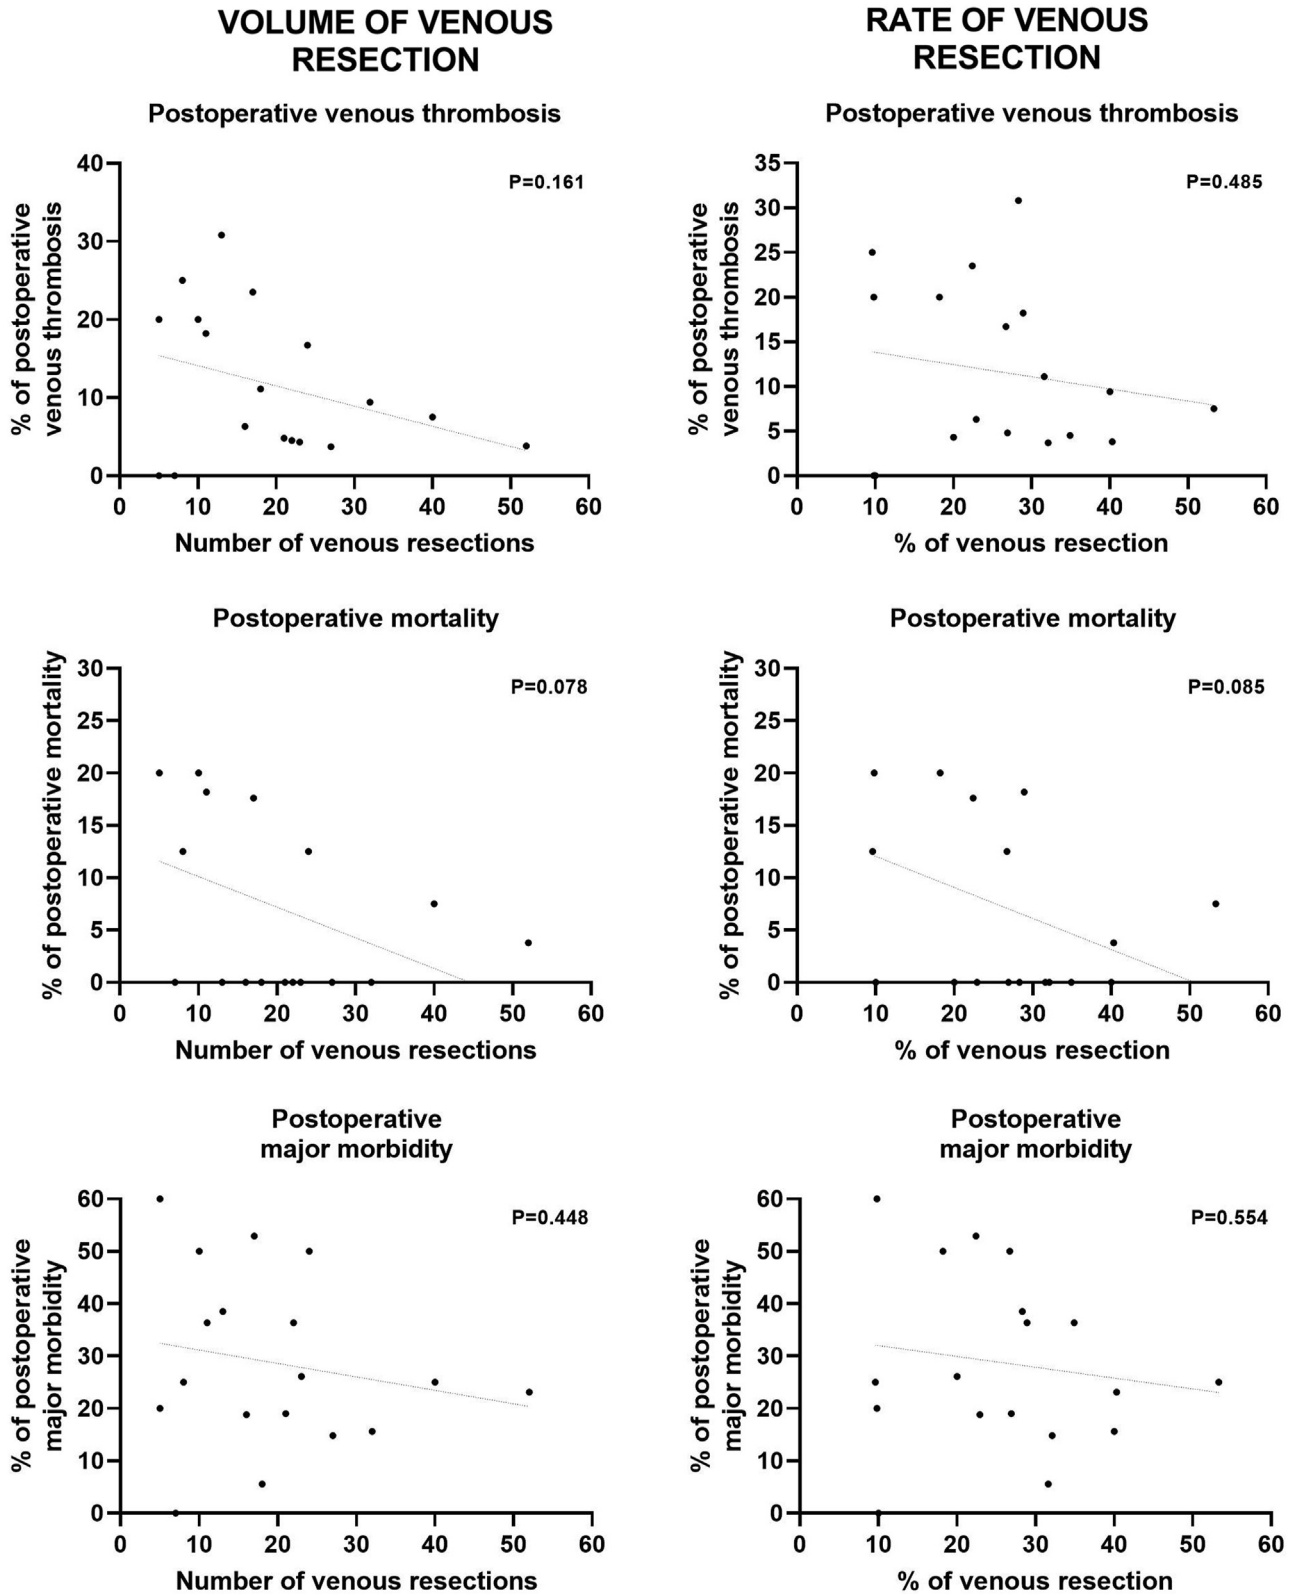 VOLUME OF VENOUS
RESECTION
RATE OF VENOUS
RESECTION
Postoperative venous thrombosis
P=0.161
% of postoperative
venous thrombosis
40
30
20
10
0
0 10 20 30 40 50 60
Number of venous resections
Postoperative venous thrombosis
P=0.485
% of postoperative
venous thrombosis
35
30
25
20
15
10
5
0
0 10 20 30 40 50 60
% of venous resection
Postoperative mortality
P=0.078
% of postoperative mortality
30
25
20
15
10
5
0
0 10 20 30 40 50 60
Number of venous resections
Postoperative mortality
P=0.085
% of postoperative mortality
30
25
20
15
10
5
0
0 10 20 30 40 50 60
% of venous resection
Postoperative
major morbidity
P=0.448
% of postoperative
major morbidity
60
50
40
30
20
10
0
0 10 20 30 40 50 60
Number of venous resections
Postoperative
major morbidity
P=0.554
% of postoperative
major morbidity
60
50
40
30
20
10
0
0 10 20 30 40 50 60
% of venous resection